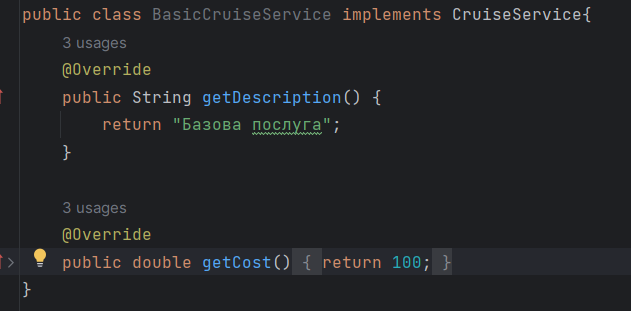 public class BasicCruiseService implements CruiseService{
3 usages
@Override
public String getDescription() {
return "Базова послуга";
}
3 usages
@Override
public double getCost() { return 100; }
}